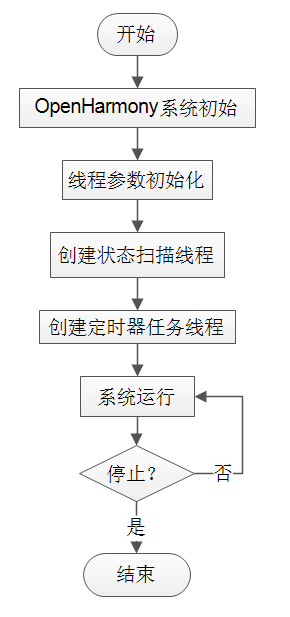 开始
OpenHarmony系统初始
线程参数初始化
创建状态扫描线程
创建定时器任务线程
系统运行
停止?
否
是
结束